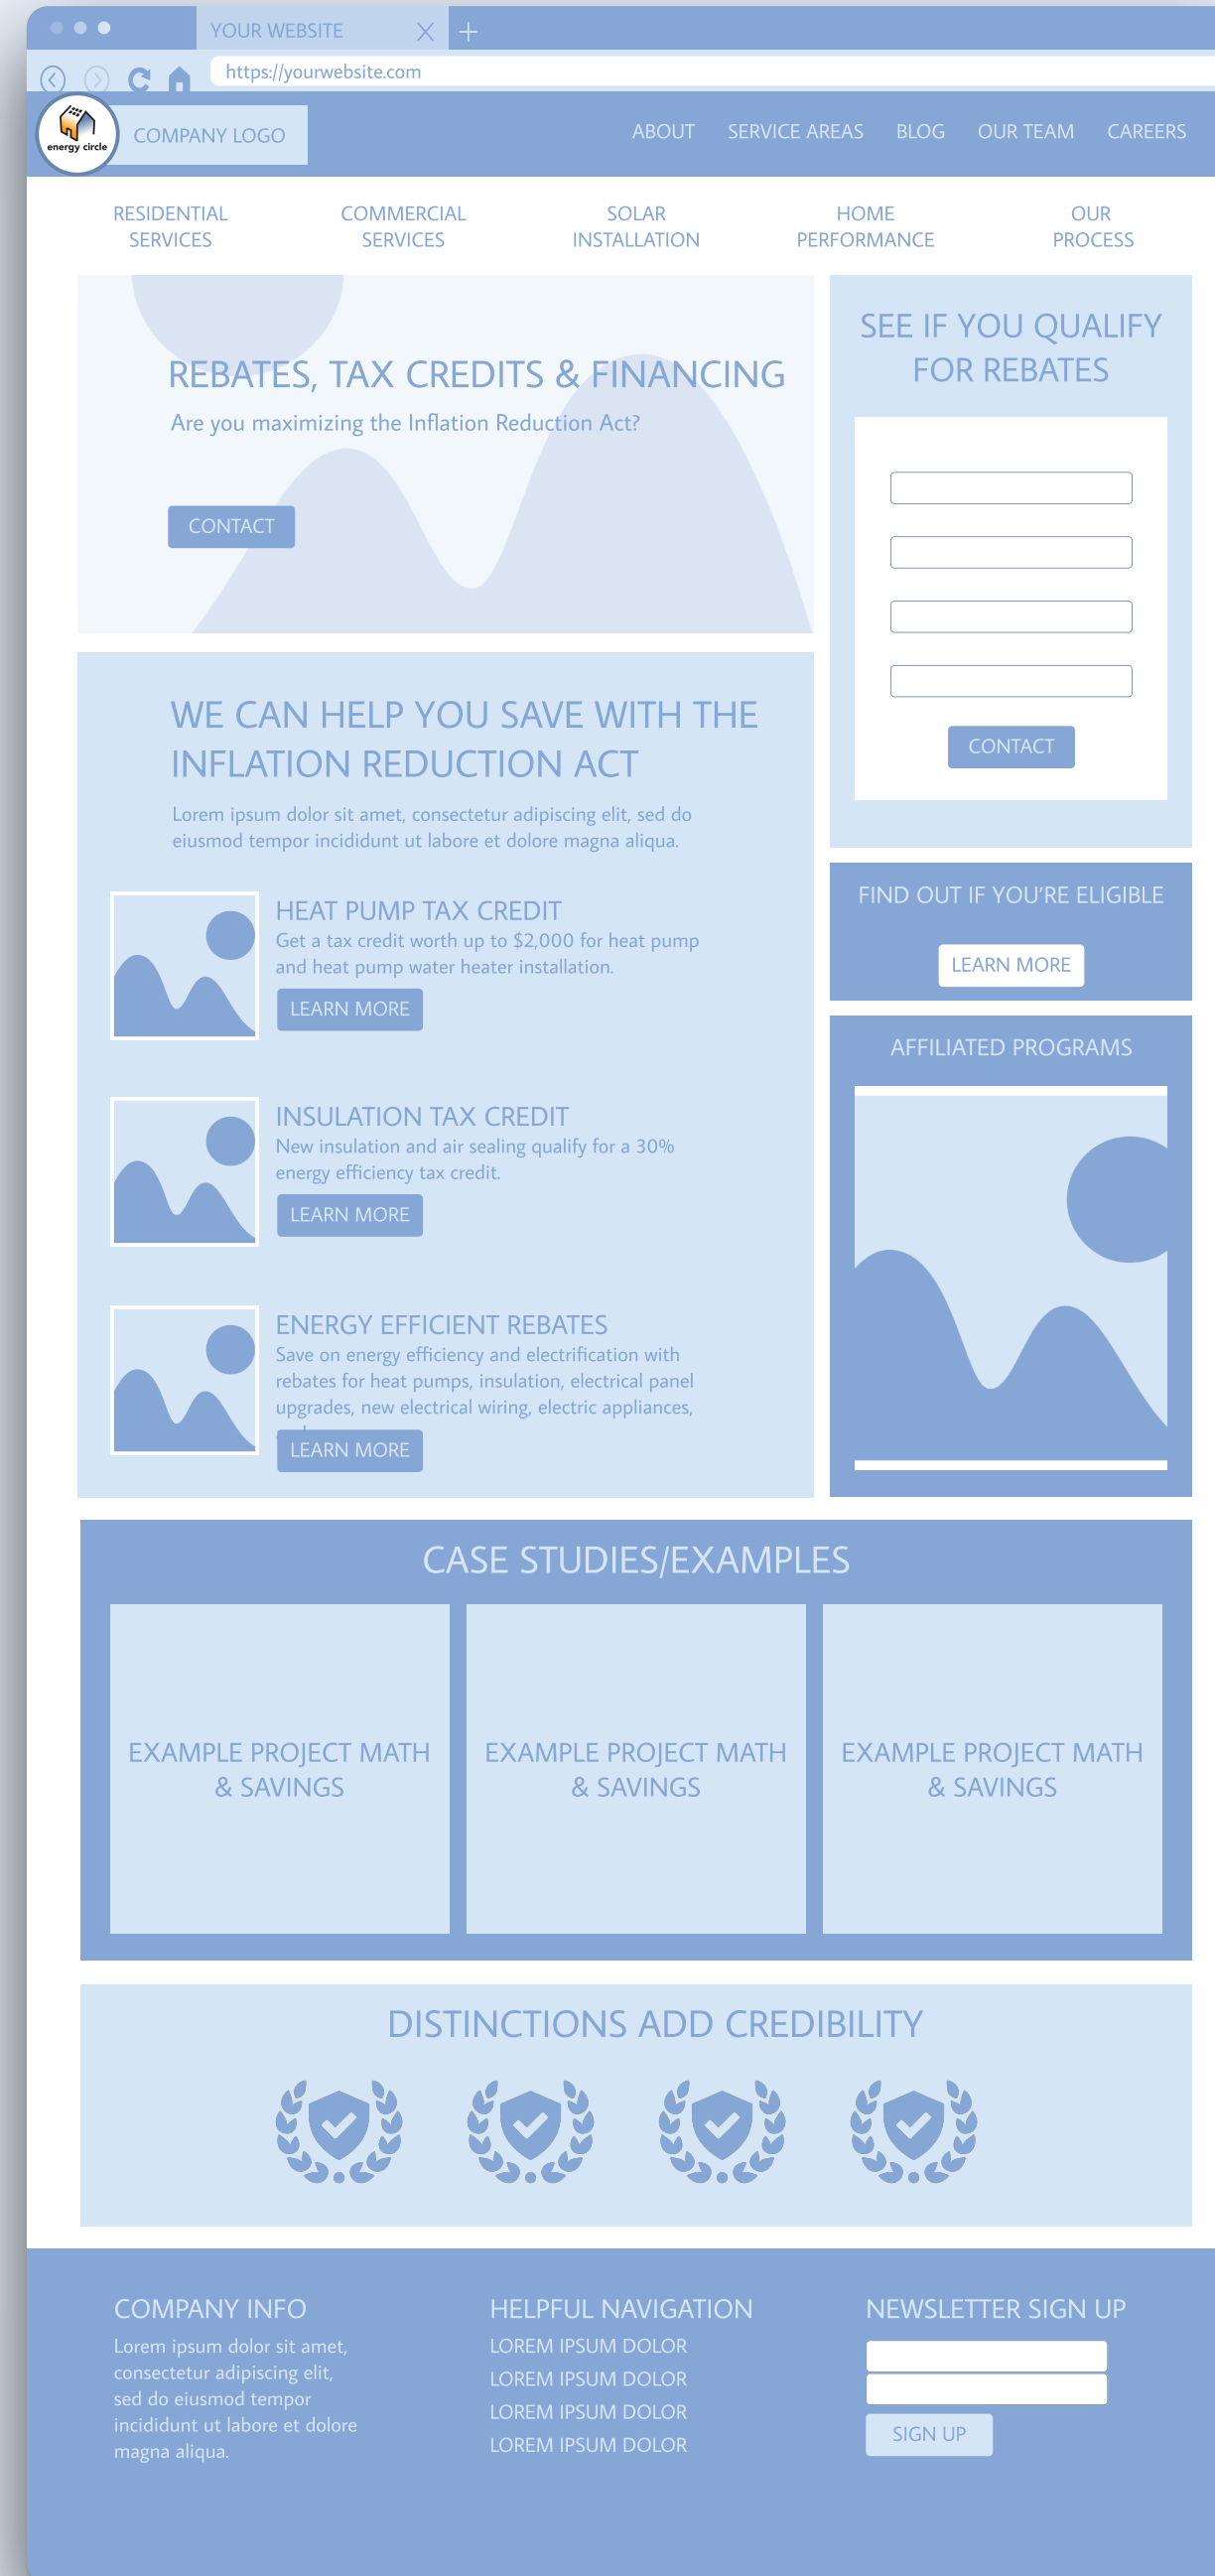 YOUR WEBSITE
https://yourwebsite.com
energy circle
COMPANY LOGO
ABOUT
SERVICE AREAS
BLOG
OUR TEAM
CAREERS
RESIDENTIAL
SERVICES
COMMERCIAL
SERVICES
SOLAR
INSTALLATION
HOME
PERFORMANCE
OUR
PROCESS
REBATES, TAX CREDITS & FINANCING
Are you maximizing the Inflation Reduction Act?
CONTACT
SEE IF YOU QUALIFY
FOR REBATES
CONTACT
WE CAN HELP YOU SAVE WITH THE
INFLATION REDUCTION ACT
Lorem ipsum dolor sit amet, consectetur adipiscing elit, sed do
eiusmod tempor incididunt ut labore et dolore magna aliqua.
HEAT PUMP TAX CREDIT
Get a tax credit worth up to $2,000 for heat pump
and heat pump water heater installation.
LEARN MORE
INSULATION TAX CREDIT
New insulation and air sealing qualify for a 30%
energy efficiency tax credit.
LEARN MORE
ENERGY EFFICIENT REBATES
Save on energy efficiency and electrification with
rebates for heat pumps, insulation, electrical panel
upgrades, new electrical wiring, electric appliances,
LEARN MORE
FIND OUT IF YOU'RE ELIGIBLE
LEARN MORE
AFFILIATED PROGRAMS
CASE STUDIES/EXAMPLES
EXAMPLE PROJECT MATH
& SAVINGS
EXAMPLE PROJECT MATH
& SAVINGS
EXAMPLE PROJECT MATH
& SAVINGS
DISTINCTIONS ADD CREDIBILITY
COMPANY INFO
Lorem ipsum dolor sit amet,
consectetur adipiscing elit,
sed do eiusmod tempor
incididunt ut labore et dolore
magna aliqua.
HELPFUL NAVIGATION
LOREM IPSUM DOLOR
LOREM IPSUM DOLOR
LOREM IPSUM DOLOR
LOREM IPSUM DOLOR
NEWSLETTER SIGN UP
SIGN UP